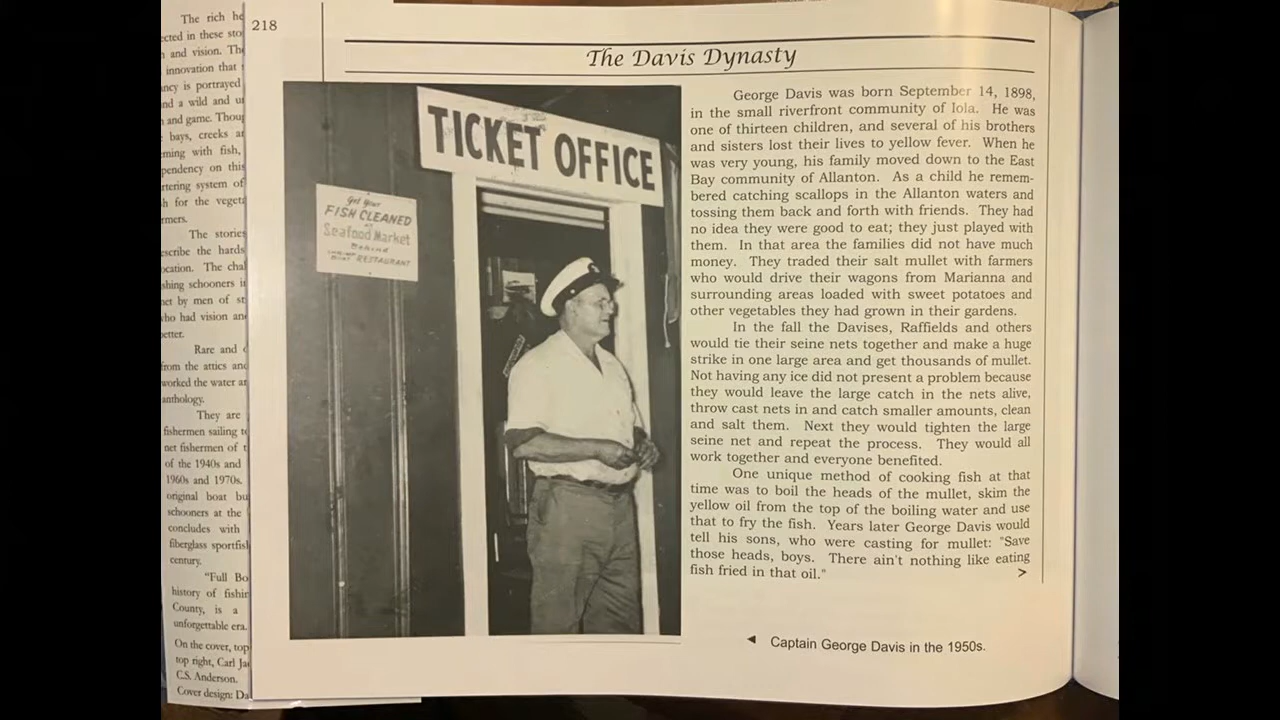 The rich he
ected in these sto
n and vision. The
innovation that
ncy is portrayed
nd a wild and u
and game. Thou
bays, creeks ar
ming with fish,
pendency on this
rtering system of
h for the veget
rmers.
The stories
escribe the hards
ocation. The cha
shing schooners i
net by men of st
who had vision an
etter.
Rare and
from the attics and
worked the water ar
anthology.
They are
fishermen sailing t
net fishermen of t
of the 1940s and
1960s and 1970s.
original boat bu
schooners at the
concludes with
fiberglass sportfis
century.
"Full Bo
history of fishin
County, is a
unforgettable era.
On the cover, top
top right, Carl Ja
C.S. Anderson.
Cover design: Da
218
The Davis Dynasty
TICKET OFFICE
Get Your
FISH CLEANED
at
Seafood Market
Behind
BOAT RESTAURANT
George Davis was born September 14, 1898,
in the small riverfront community of Iola. He was
one of thirteen children, and several of his brothers
and sisters lost their lives to yellow fever. When he
was very young, his family moved down to the East
Bay community of Allanton. As a child he remem-
bered catching scallops in the Allanton waters and
tossing them back and forth with friends. They had
no idea they were good to eat; they just played with
them. In that area the families did not have much
money. They traded their salt mullet with farmers
who would drive their wagons from Marianna and
surrounding areas loaded with sweet potatoes and
other vegetables they had grown in their gardens.
In the fall the Davises, Raffields and others
would tie their seine nets together and make a huge
strike in one large area and get thousands of mullet.
Not having any ice did not present a problem because
they would leave the large catch in the nets alive,
throw cast nets in and catch smaller amounts, clean
and salt them. Next they would tighten the large
seine net and repeat the process. They would all
work together and everyone benefited.
One unique method of cooking fish at that
time was to boil the heads of the mullet, skim the
yellow oil from the top of the boiling water and use
that to fry the fish. Years later George Davis would
tell his sons, who were casting for mullet: "Save
those heads, boys. There ain't nothing like eating
fish fried in that oil." >
◄ Captain George Davis in the 1950s.